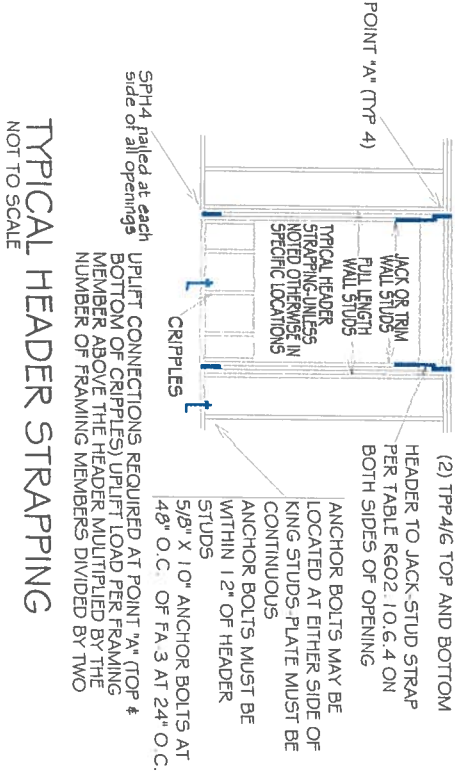 POINT "A" (TYP 4)
(2) TPP4/6 TOP AND BOTTOM
HEADER TO JACK-STUD STRAP
PER TABLE R602.10.6.4 ON
BOTH SIDES OF OPENING
JACK OR TRIM
WALL STUDS
FULL LENGTH
WALL STUDS
TYPICAL HEADER
STRAPPING-UNLESS
NOTED OTHERWISE IN
SPECIFIC LOCATIONS
CRIPPLES
ANCHOR BOLTS MAY BE
LOCATED AT EITHER SIDE OF
KING STUDS-PLATE MUST BE
CONTINUOUS
ANCHOR BOLTS MUST BE
WITHIN 12" OF HEADER
STUDS
5/8" X 10" ANCHOR BOLTS AT
48" O.C. OF FA-3 AT 24" O.C.
SPH4 nailed at each
side of all openings
UPLIFT CONNECTIONS REQUIRED AT POINT "A" (TOP &
BOTTOM OF CRIPPLES) UPLIFT LOAD PER FRAMING
MEMBER ABOVE THE HEADER MULTIPLIED BY THE
NUMBER OF FRAMING MEMBERS DIVIDED BY TWO
TYPICAL HEADER STRAPPING
NOT TO SCALE